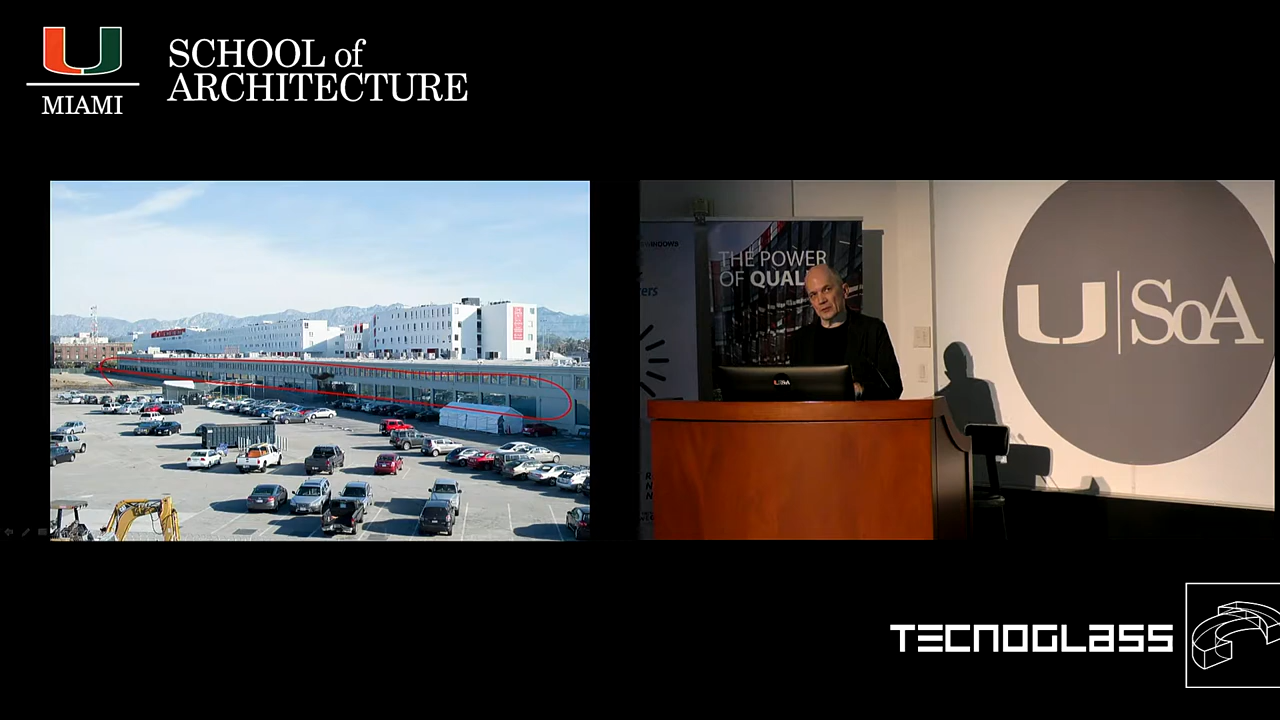 SCHOOL of
ARCHITECTURE
MIAMI
THE POWER
OF QUAL
U SoA
TECNOGLASS